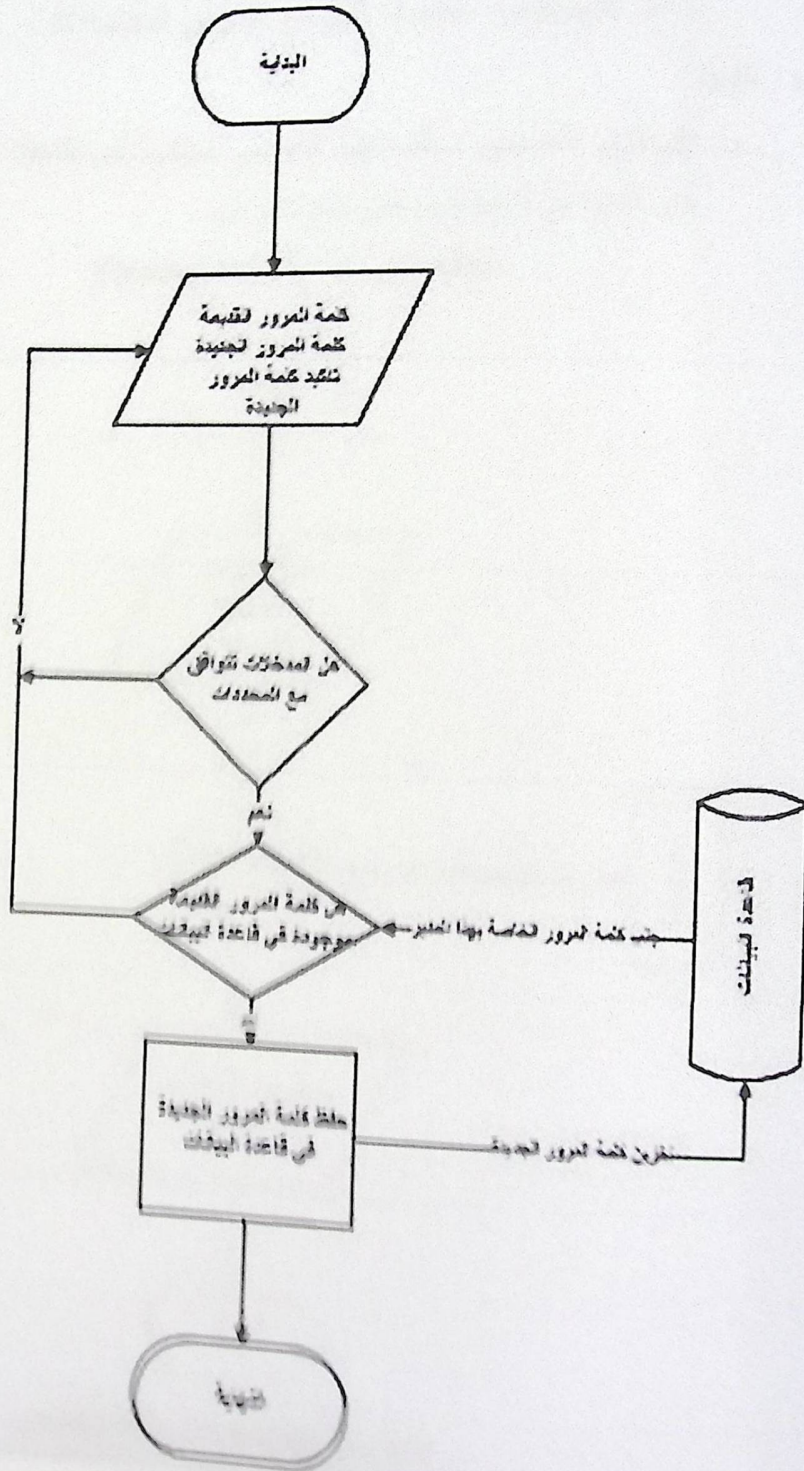 البداية
كلمة المرور القديمة
كلمة المرور الجديدة
تأكيد كلمة المرور
الجديدة
هل المدخلات تتوافق
مع المحددات
لا
نعم
هل كلمة المرور القديمة
موجودة في قاعدة البيانات
جلب كلمة المرور الخاصة بهذا
قاعدة البيانات
حفظ كلمة المرور الجديدة
في قاعدة البيانات
تخزين كلمة المرور الجديدة
النهاية